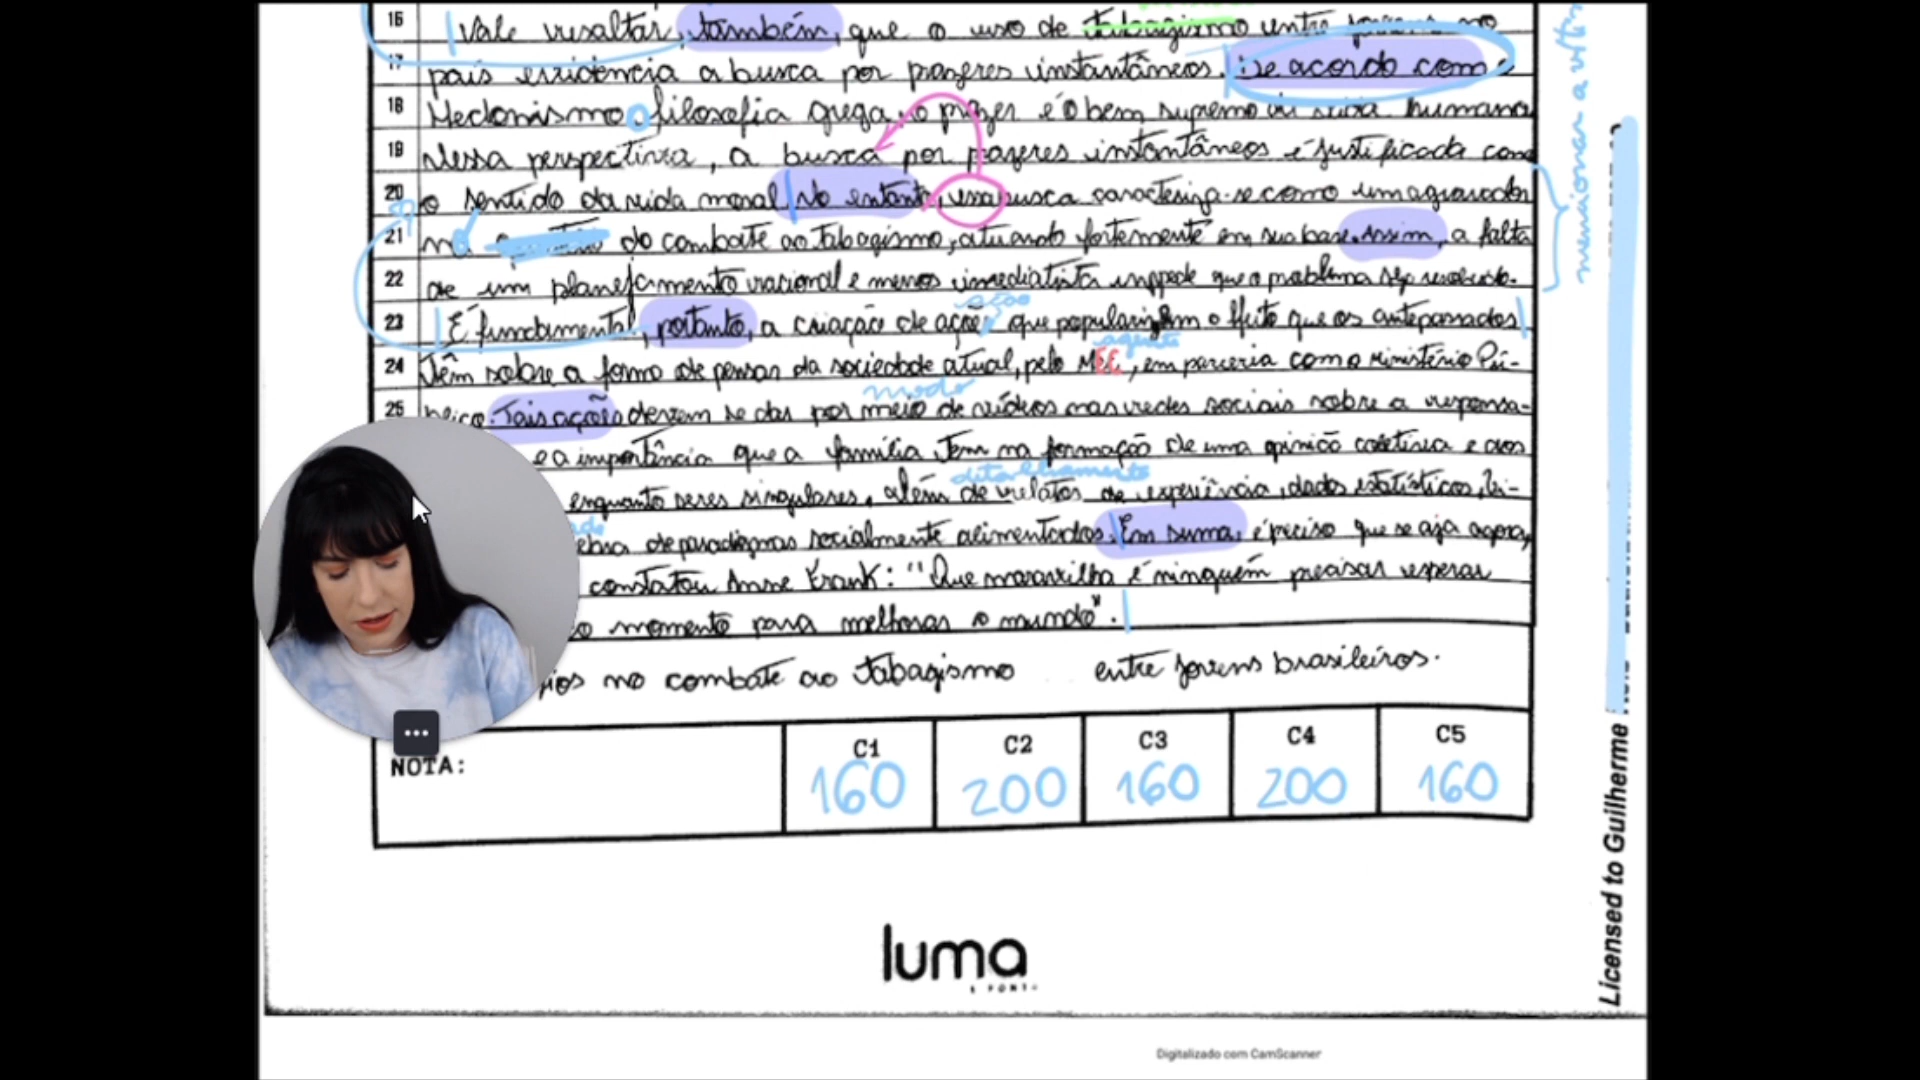 16 Vale ressaltar, também, que o uso de tabagismo entre jovens no
17 país evidência a busca por prazeres instantâneos. De acordo com o
18 Hedonismo, filosofia grega, o prazer é o bem supremo da vida humana
19 Nessa perspectiva, a busca por prazeres instantâneos é justificada como
20 o sentido da vida moral. No entanto, essa busca caracteriza-se como um agravador
21 na do combate ao tabagismo, atuando fortemente em sua base. Assim, a falta
22 de um planejamento racional e menos imediatista impede que o problema seja resolvido.
ação
23 É fundamental, portanto, a criação de ações que popularizem o efeito que os antepassados
agente
24 têm sobre a forma de pensar da sociedade atual, pelo MEC, em parceria com o Ministério Pú-
modo
25 blico. Tais ações devem se dar por meio de vídeos nas redes sociais sobre a responsa-
e a importância que a família tem na formação de uma opinião coletiva e aos
detalhamento
enquanto seres singulares, além de relatos de experiência, dados estatísticos,
de paradigmas socialmente alimentados. Em suma, é preciso que se aja agora,
constatou Anne Frank: "Que maravilha é ninguém precisar esperar
momento para melhorar o mundo".
no combate ao tabagismo entre jovens brasileiros.
NOTA: C1 C2 C3 C4 C5
160 200 160 200 160
mencionar a
Licensed to Guilherme
luma
Digitalizado com CamScanner